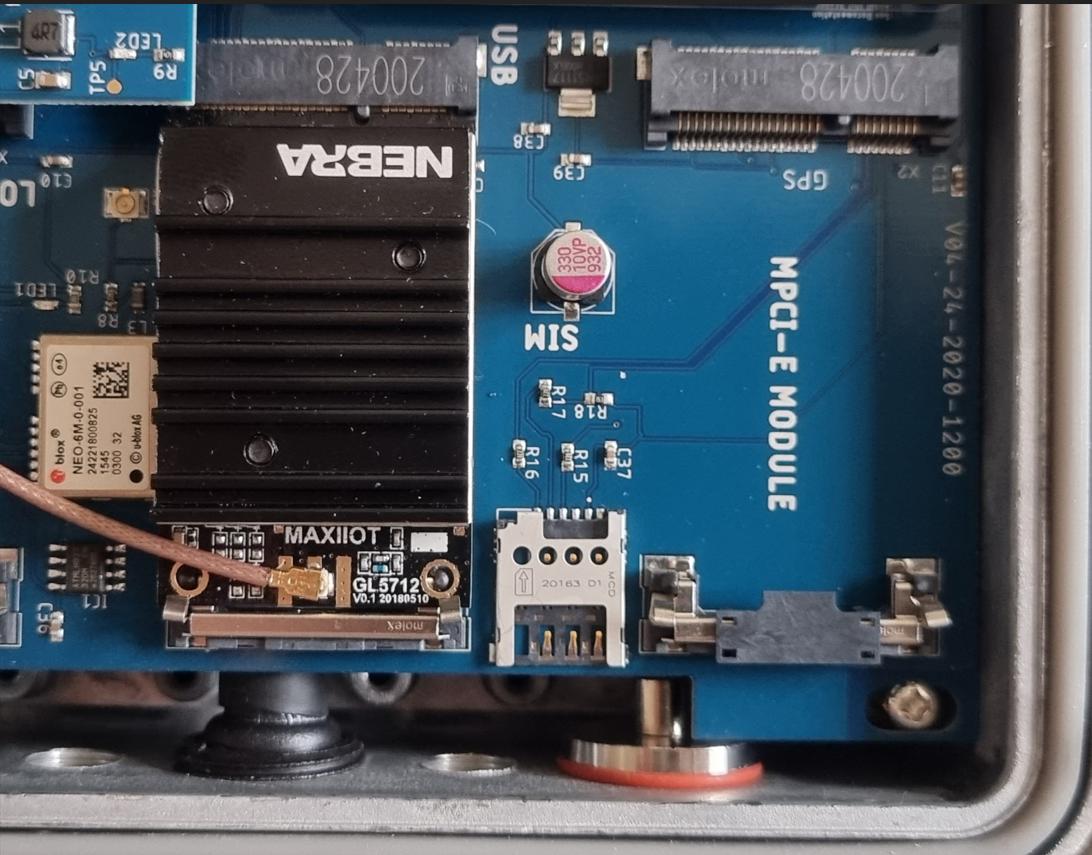 4R7
LED2
C5
TP5
R9
molex
200428
USB
molex
200428
C38
C39
GPS
X2
C11
C10
LO
NEBRA
330
10VP
932
SIM
MPCI-E MODULE
V04-24-2020-1200
LED1
R10
R8
L3
blox
NEO-6M-0-001
24221800825
1545
0300 32
© u-blox AG
R17
R18
R16
R15
C37
MAXIIOT
GL5712
V0.1 20180510
20163 D1
MCD
IC1
molex
molex